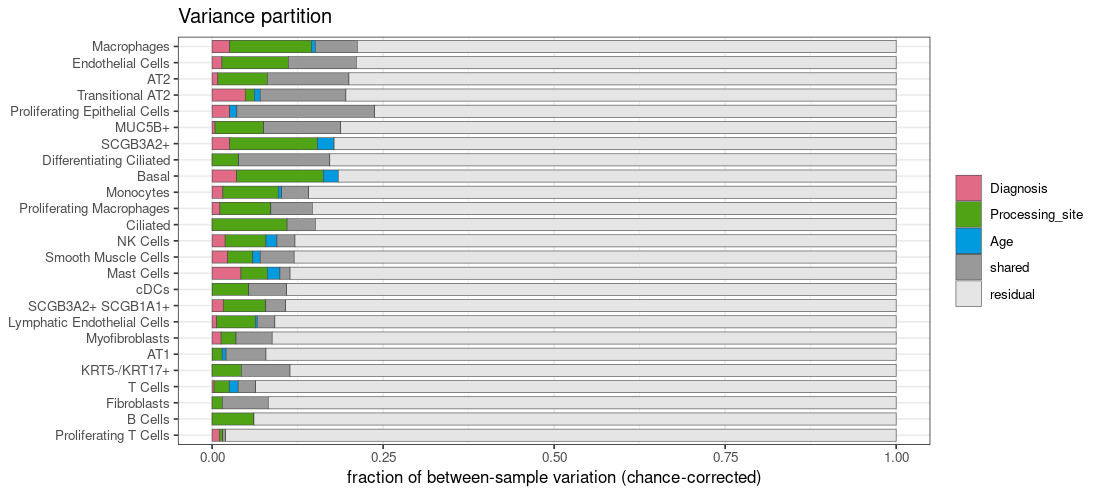 Variance partition
Macrophages
Endothelial Cells
AT2
Transitional AT2
Proliferating Epithelial Cells
MUC5B+
SCGB3A2+
Differentiating Ciliated
Basal
Monocytes
Proliferating Macrophages
Ciliated
NK Cells
Smooth Muscle Cells
Mast Cells
cDCs
SCGB3A2+ SCGB1A1+
Lymphatic Endothelial Cells
Myofibroblasts
AT1
KRT5-/KRT17+
T Cells
Fibroblasts
B Cells
Proliferating T Cells
0.00 0.25 0.50 0.75 1.00
fraction of between-sample variation (chance-corrected)
Diagnosis
Processing_site
Age
shared
residual